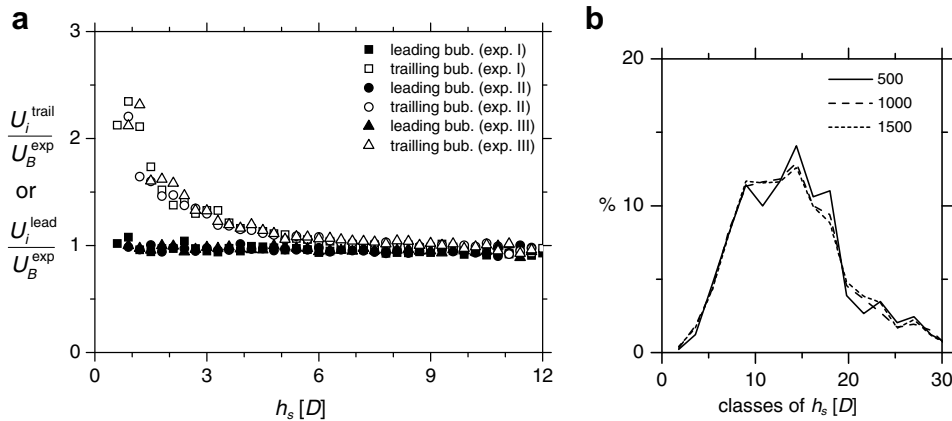 a
3
2
1
0
U_i^trail
U_B^exp
or
U_i^lead
U_B^exp
leading bub. (exp. I)
trailling bub. (exp. I)
leading bub. (exp. II)
trailling bub. (exp. II)
leading bub. (exp. III)
trailling bub. (exp. III)
0 3 6 9 12
h_s [D]
b
20
10
0
%
500
1000
1500
0 10 20 30
classes of h_s [D]